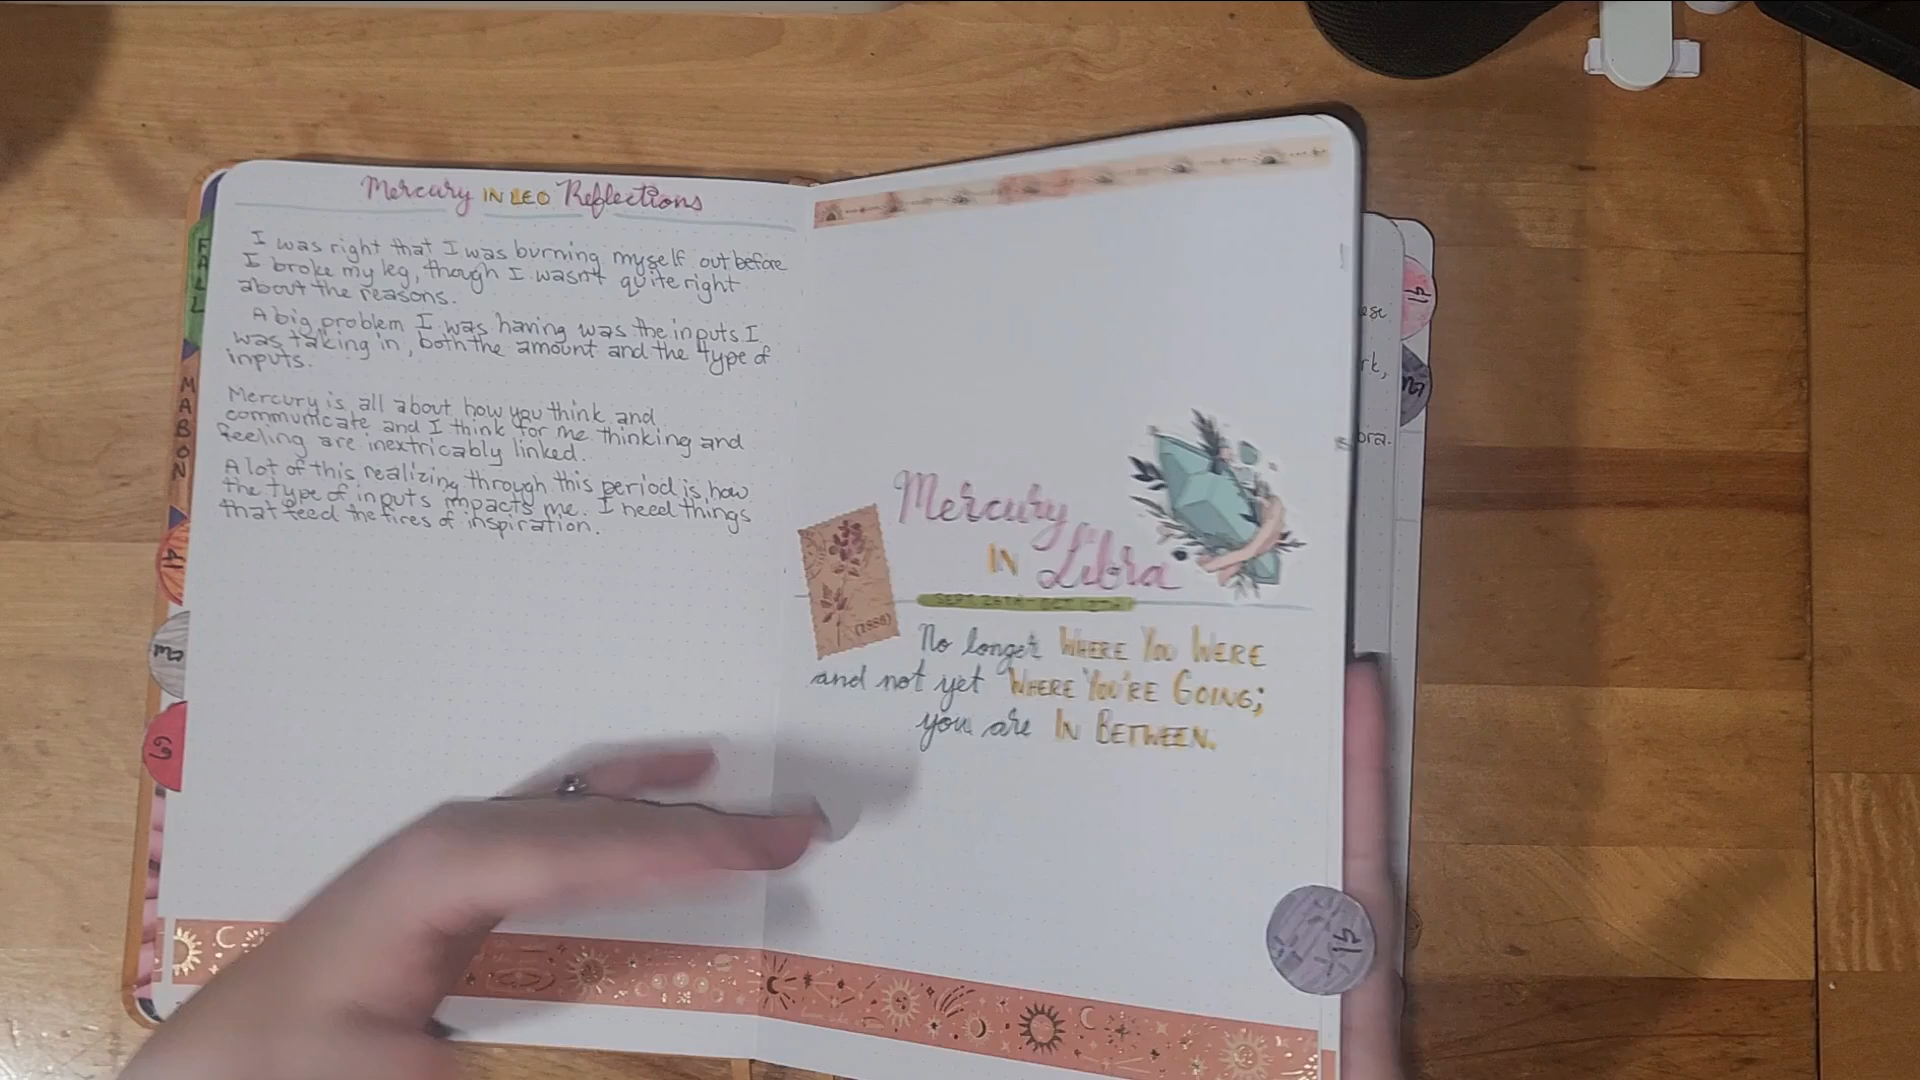 Mercury IN LEO Reflections
I was right that I was burning myself out before
I broke my leg, though I wasn't quite right
about the reasons.
A big problem I was having was the inputs I
was taking in, both the amount and the type of
inputs.
Mercury is all about how you think and
communicate and I think for me thinking and
feeling are inextricably linked.
A lot of this realizing through this period is how
the type of inputs impacts me. I need things
that feed the fires of inspiration.
FALL
MABON
Mercury
IN Libra
SEPT 26TH - OCT 12TH
(1886)
No longer WHERE YOU WERE
and not yet WHERE YOU'RE GOING;
you are IN BETWEEN.